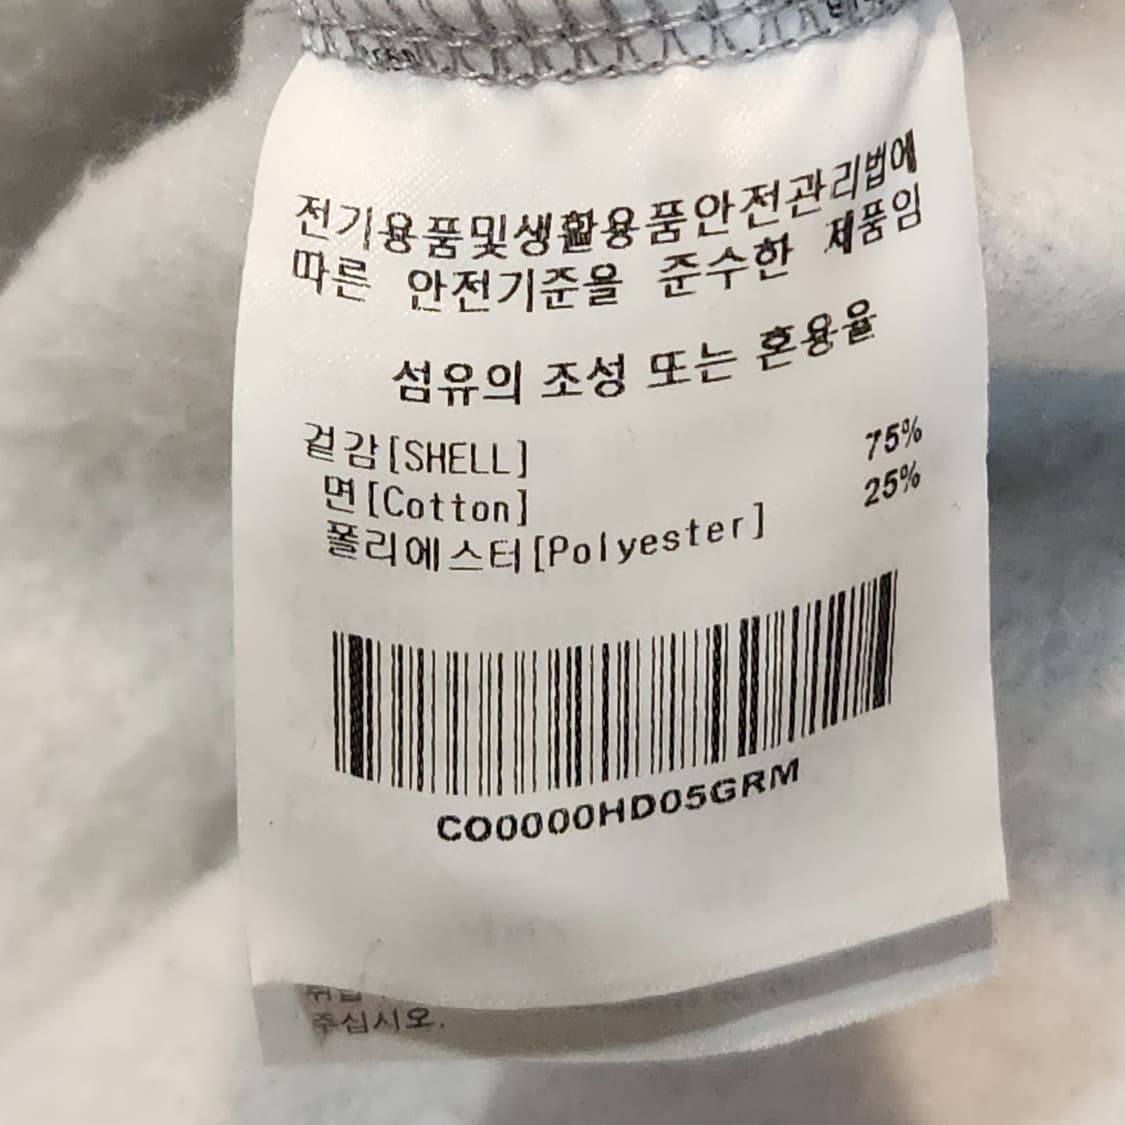 전기용품및생활용품안전관리법에
따른 안전기준을 준수한 제품임
섬유의 조성 또는 혼용율
겉감[SHELL]
면[Cotton] 75%
폴리에스터[Polyester] 25%
CO0000HD05GRM
주십시오.